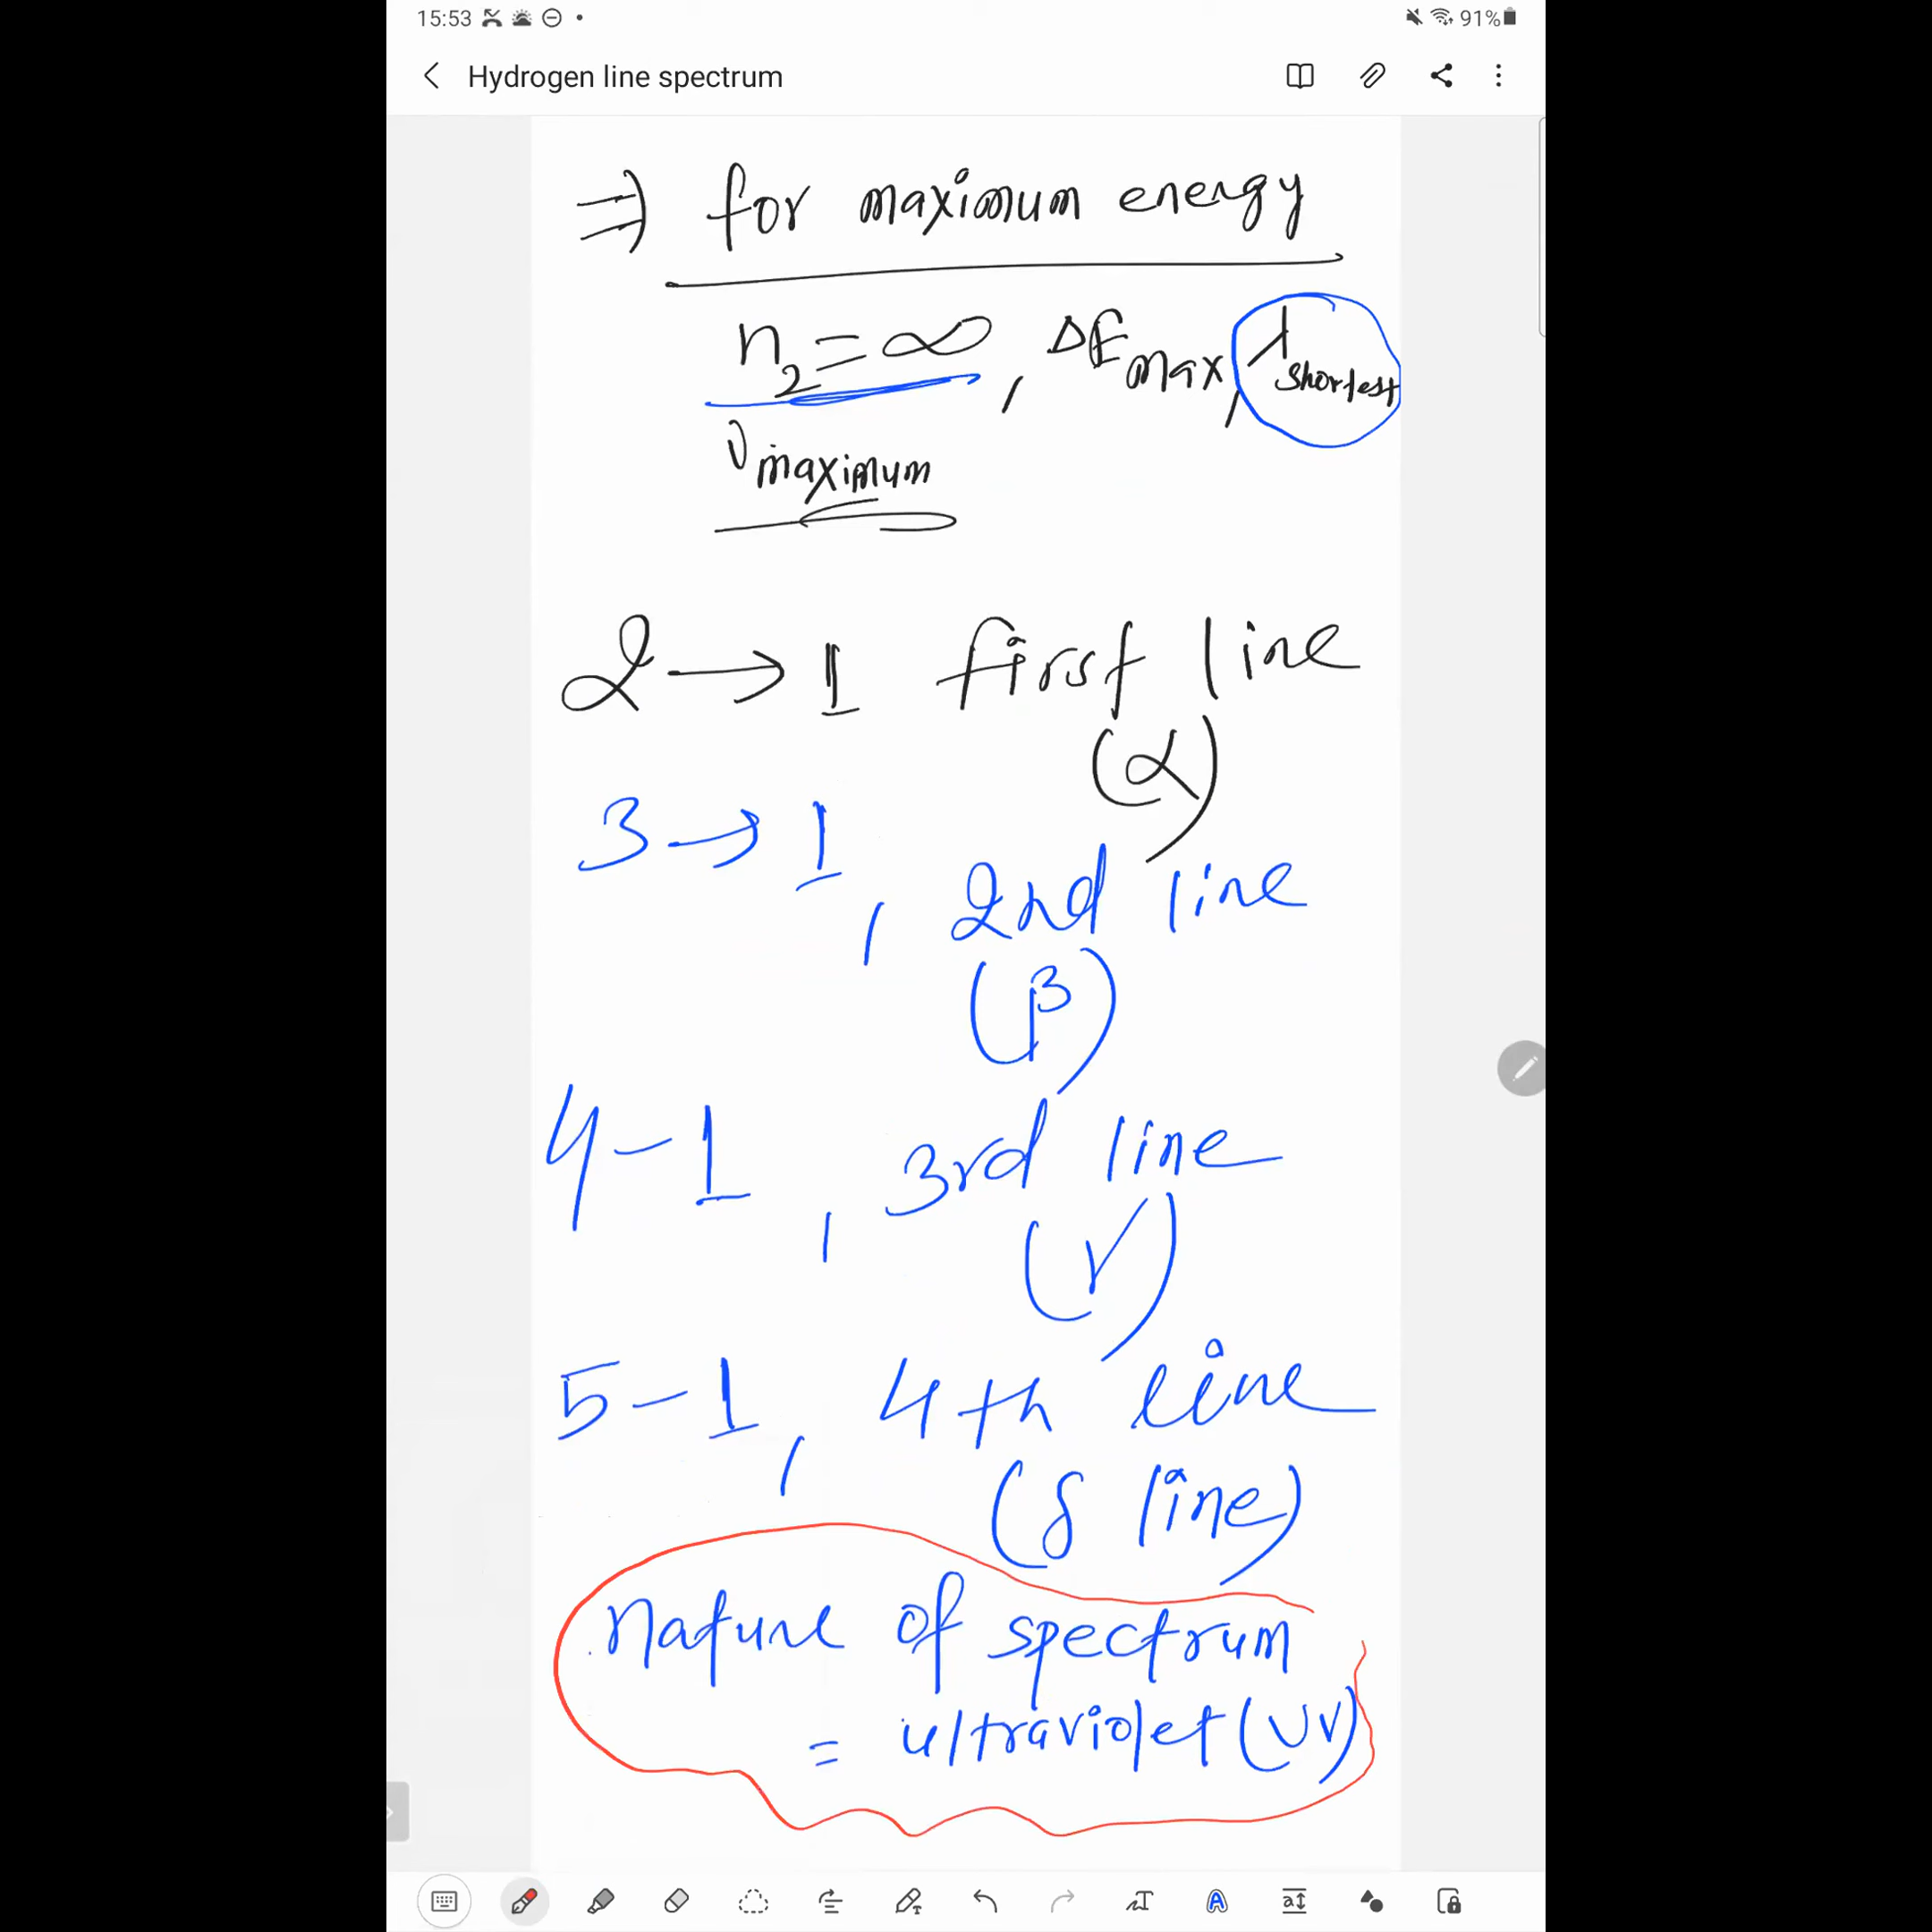 15:53
91%
Hydrogen line spectrum
⇒ for maximum energy
n₂ = ∞, ΔE max, λ shortest
ν maximum
2 → 1 first line
(α)
3 → 1, 2nd line
(β)
4 - 1, 3rd line
(γ)
5 - 1, 4th line
(δ line)
Nature of spectrum
= ultraviolet (UV)